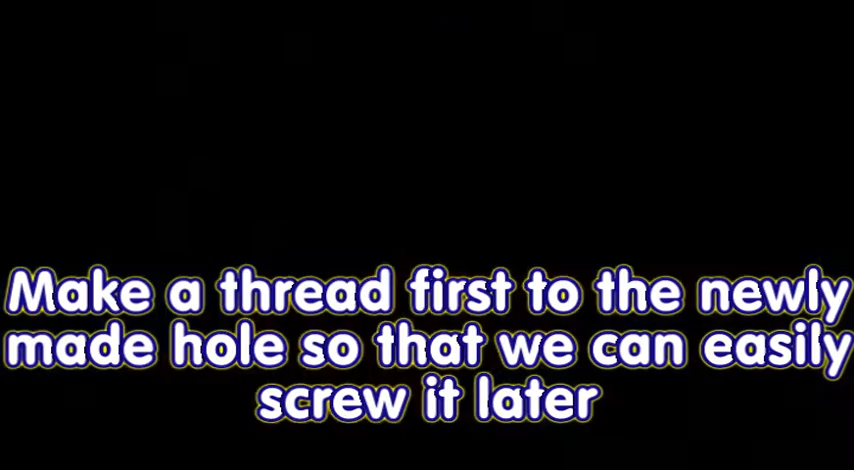 Make a thread first to the newly
made hole so that we can easily
screw it later